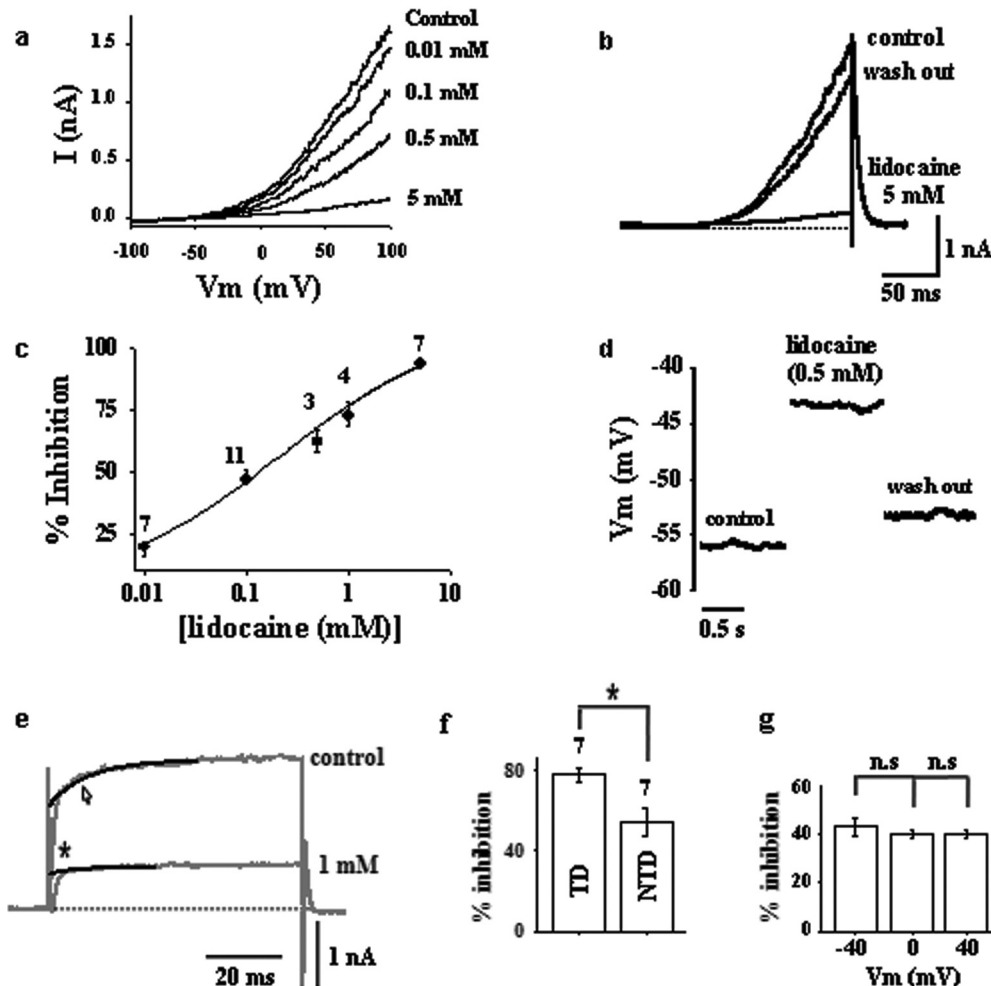 a
I (nA)
1.5
1.0
0.5
0.0
-100
-50
0
50
100
Vm (mV)
Control
0.01 mM
0.1 mM
0.5 mM
5 mM
b
control
wash out
lidocaine
5 mM
1 nA
50 ms
c
% Inhibition
100
75
50
25
7
11
3
4
7
0.01
0.1
1
10
[lidocaine (mM)]
d
Vm (mV)
-40
-45
-50
-55
-60
lidocaine
(0.5 mM)
control
wash out
0.5 s
e
control
*
1 mM
20 ms
1 nA
f
% inhibition
80
40
0
*
7
7
TD
NTD
g
% inhibition
60
40
20
0
n.s
n.s
-40
0
40
Vm (mV)